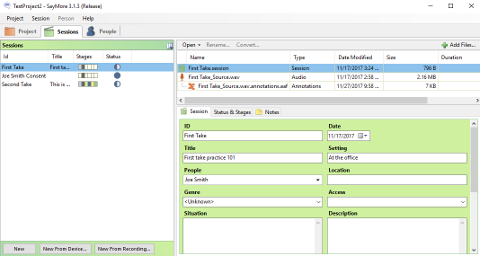 TestProject2 - SayMore 3.1.3 (Release)
Project Session Person Help
Project Sessions People
Sessions
Id Title Stages Status
First Take First ta...
Joe Smith Consent
Second Take This is ...
New New From Device... New From Recording...
Open Rename... Convert... Add Files...
Name Type Date Modified Size Duration
First Take.session Session 11/17/2017 3:24 ... 796 B
First Take_Source.wav Audio 11/17/2017 2:58 ... 2.16 MB
First Take_Source.wav.annotations.eaf Annotations 11/27/2017 9:58 ... 7 KB
Session Status & Stages Notes
ID Date
First Take 11/17/2017
Title Setting
First take practice 101 At the office
People Location
Joe Smith
Genre Access
<Unknown>
Situation Description